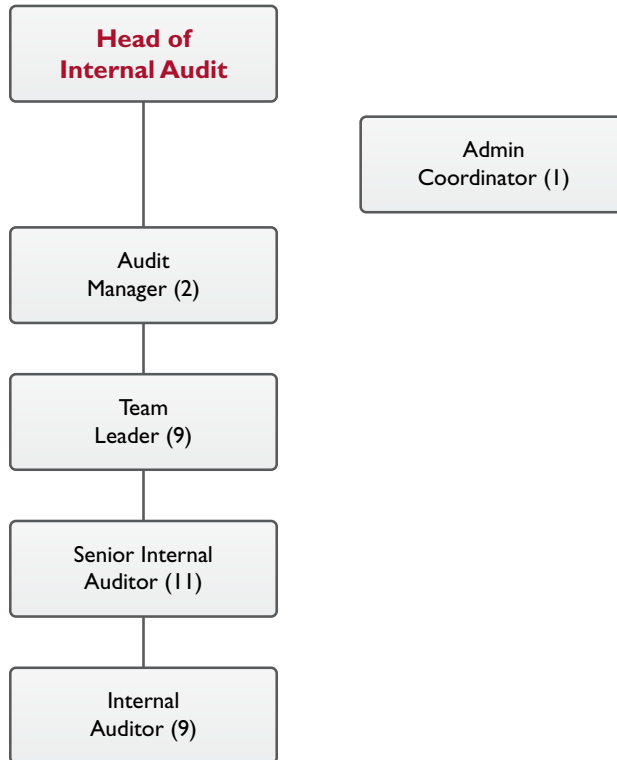 Head of
Internal Audit
Admin
Coordinator (1)
Audit
Manager (2)
Team
Leader (9)
Senior Internal
Auditor (11)
Internal
Auditor (9)